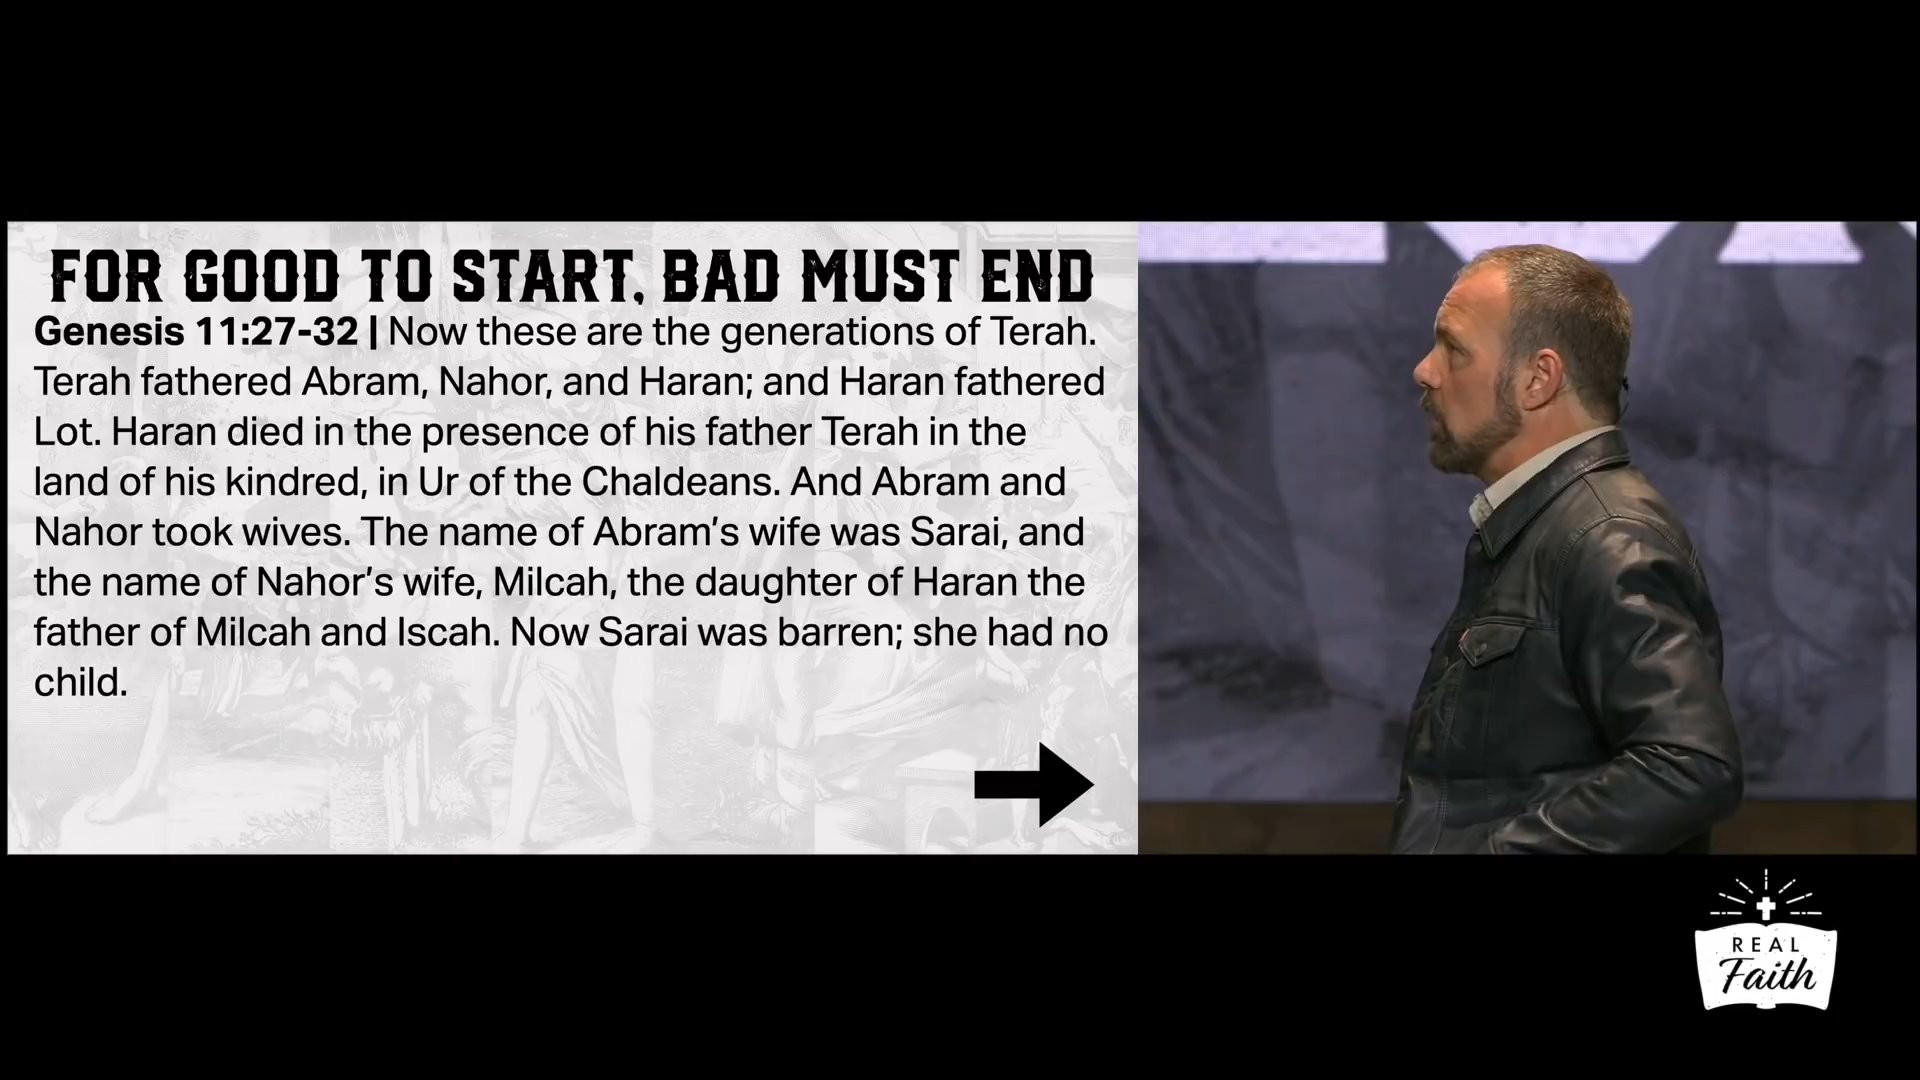 FOR GOOD TO START, BAD MUST END
Genesis 11:27-32 | Now these are the generations of Terah.
Terah fathered Abram, Nahor, and Haran; and Haran fathered
Lot. Haran died in the presence of his father Terah in the
land of his kindred, in Ur of the Chaldeans. And Abram and
Nahor took wives. The name of Abram’s wife was Sarai, and
the name of Nahor’s wife, Milcah, the daughter of Haran the
father of Milcah and Iscah. Now Sarai was barren; she had no
child.
REAL
Faith